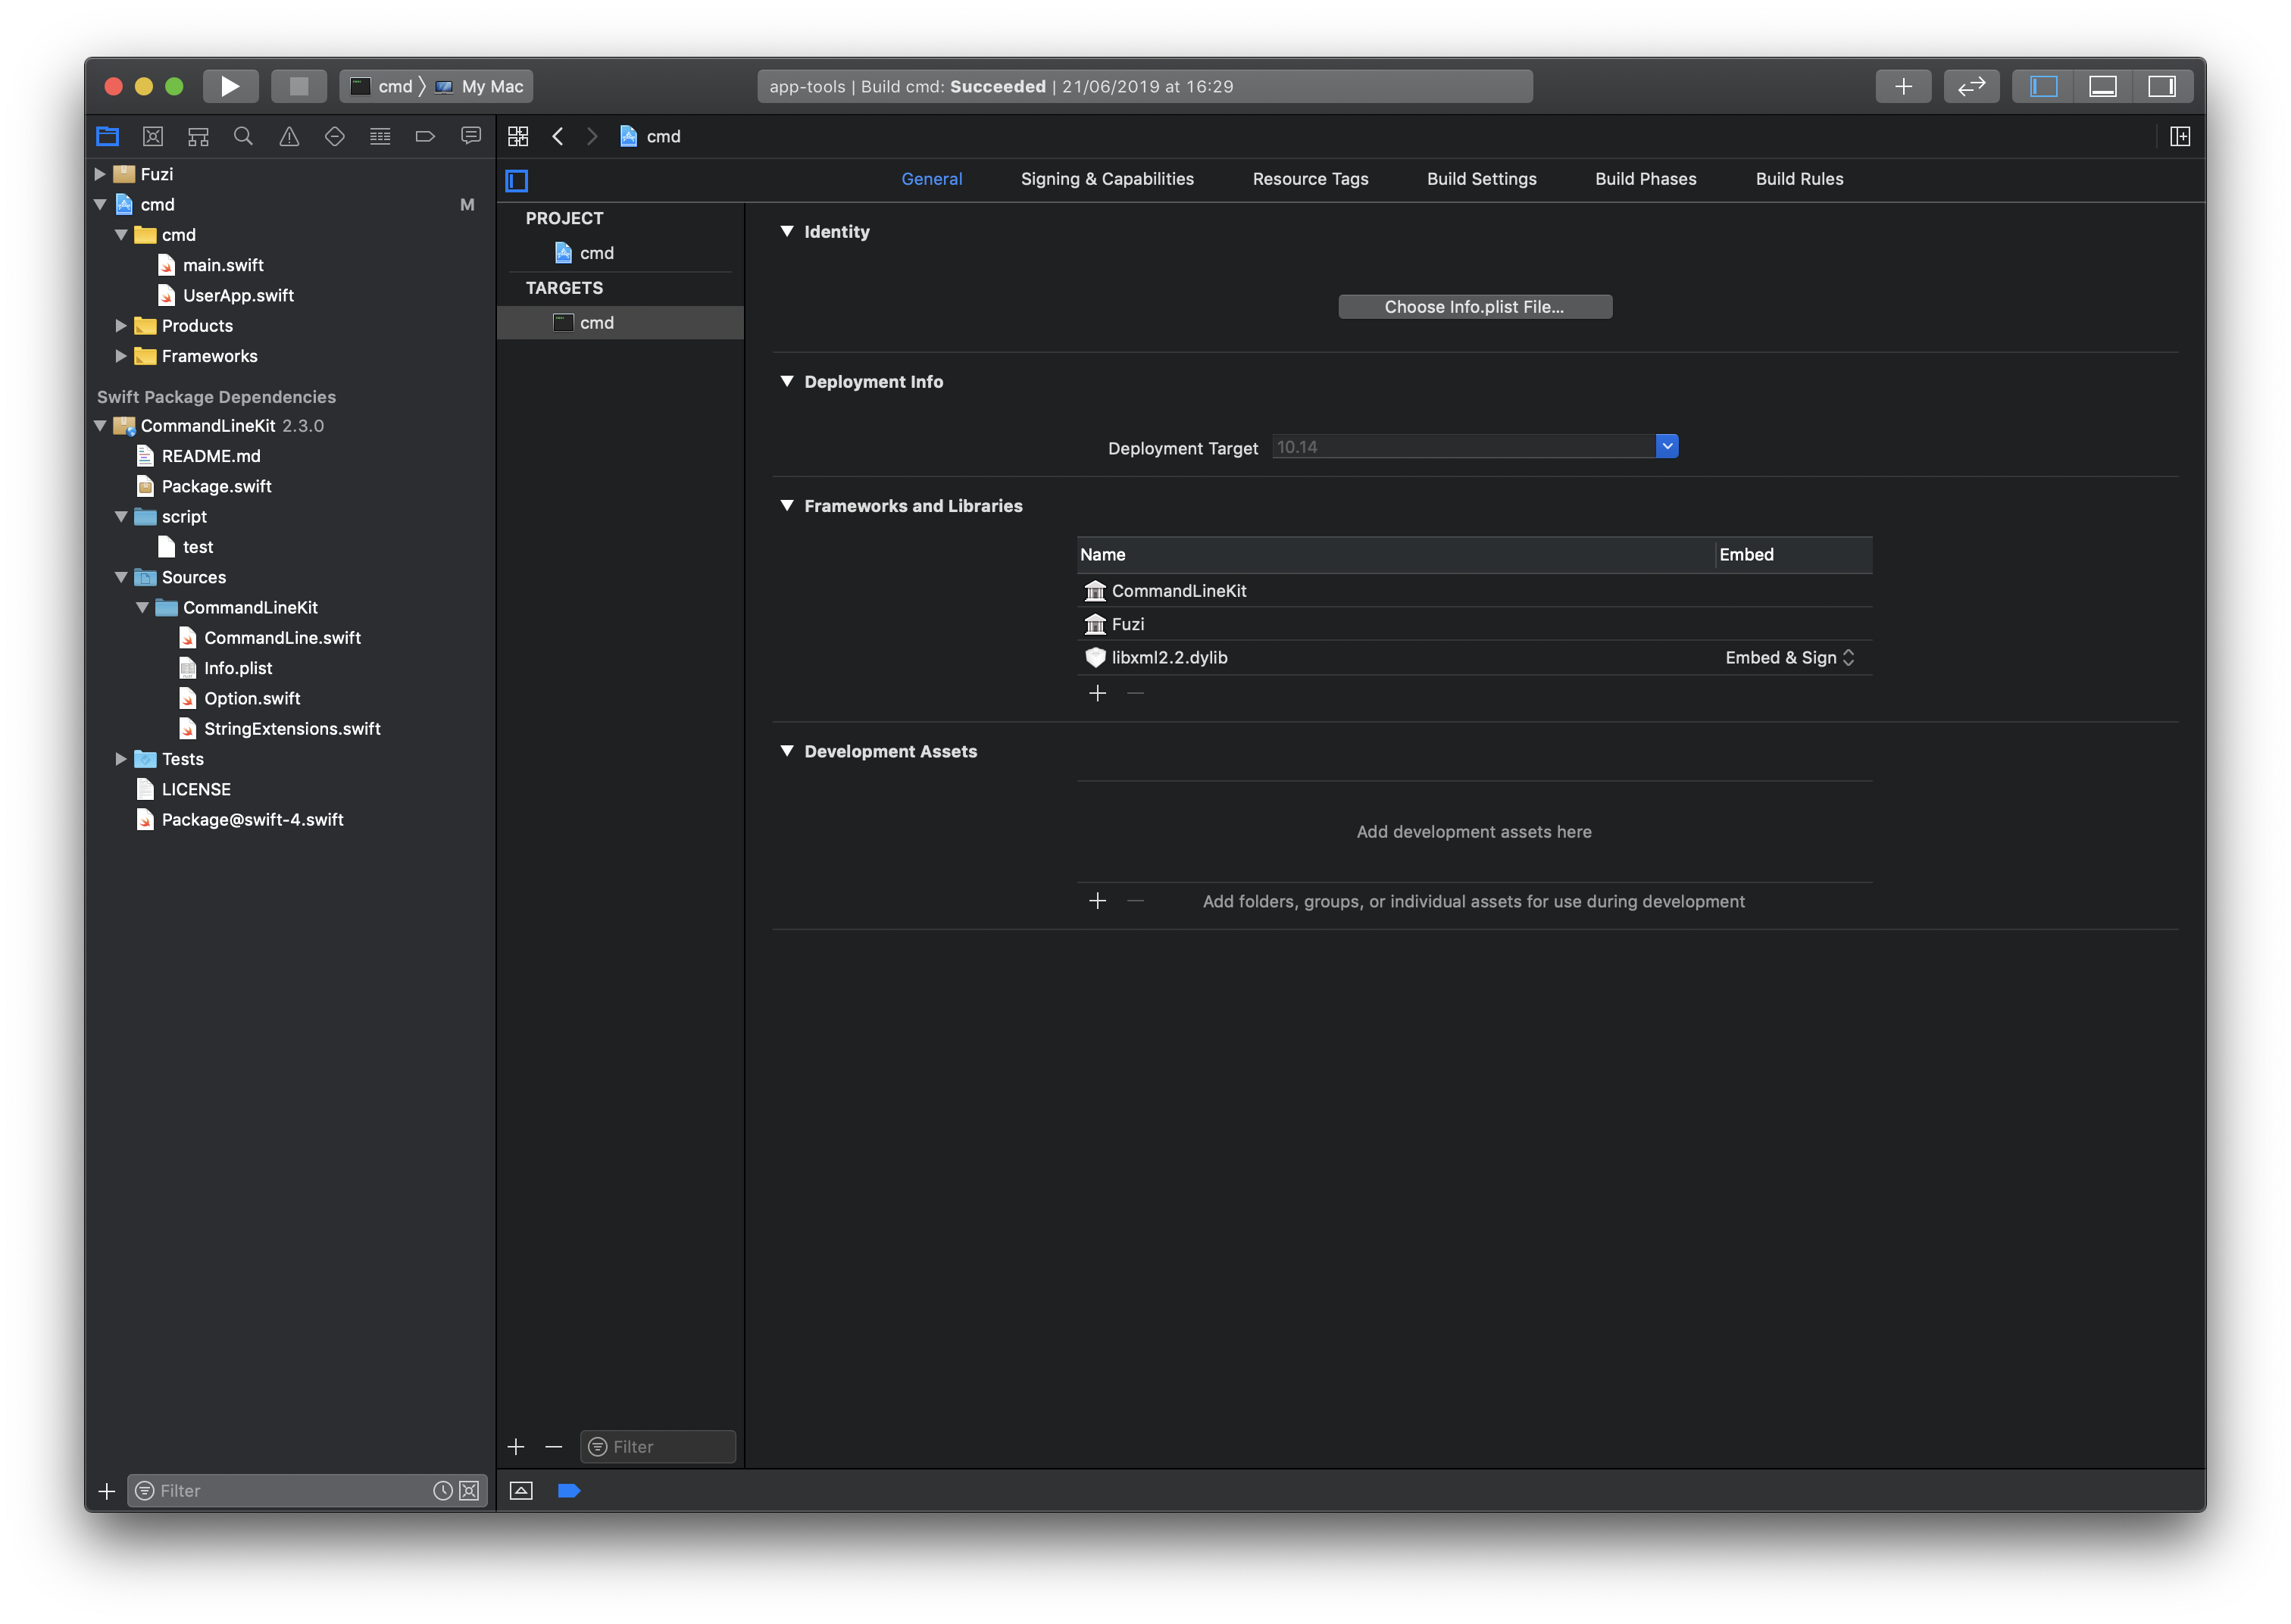 cmd
My Mac
app-tools | Build cmd: Succeeded | 21/06/2019 at 16:29
cmd
Fuzi
cmd M
cmd
main.swift
UserApp.swift
Products
Frameworks
Swift Package Dependencies
CommandLineKit 2.3.0
README.md
Package.swift
script
test
Sources
CommandLineKit
CommandLine.swift
Info.plist
Option.swift
StringExtensions.swift
Tests
LICENSE
Package@swift-4.swift
Filter
General
Signing & Capabilities
Resource Tags
Build Settings
Build Phases
Build Rules
PROJECT
cmd
TARGETS
cmd
Filter
Identity
Choose Info.plist File...
Deployment Info
Deployment Target 10.14
Frameworks and Libraries
Name Embed
CommandLineKit
Fuzi
libxml2.2.dylib Embed & Sign
Development Assets
Add development assets here
Add folders, groups, or individual assets for use during development